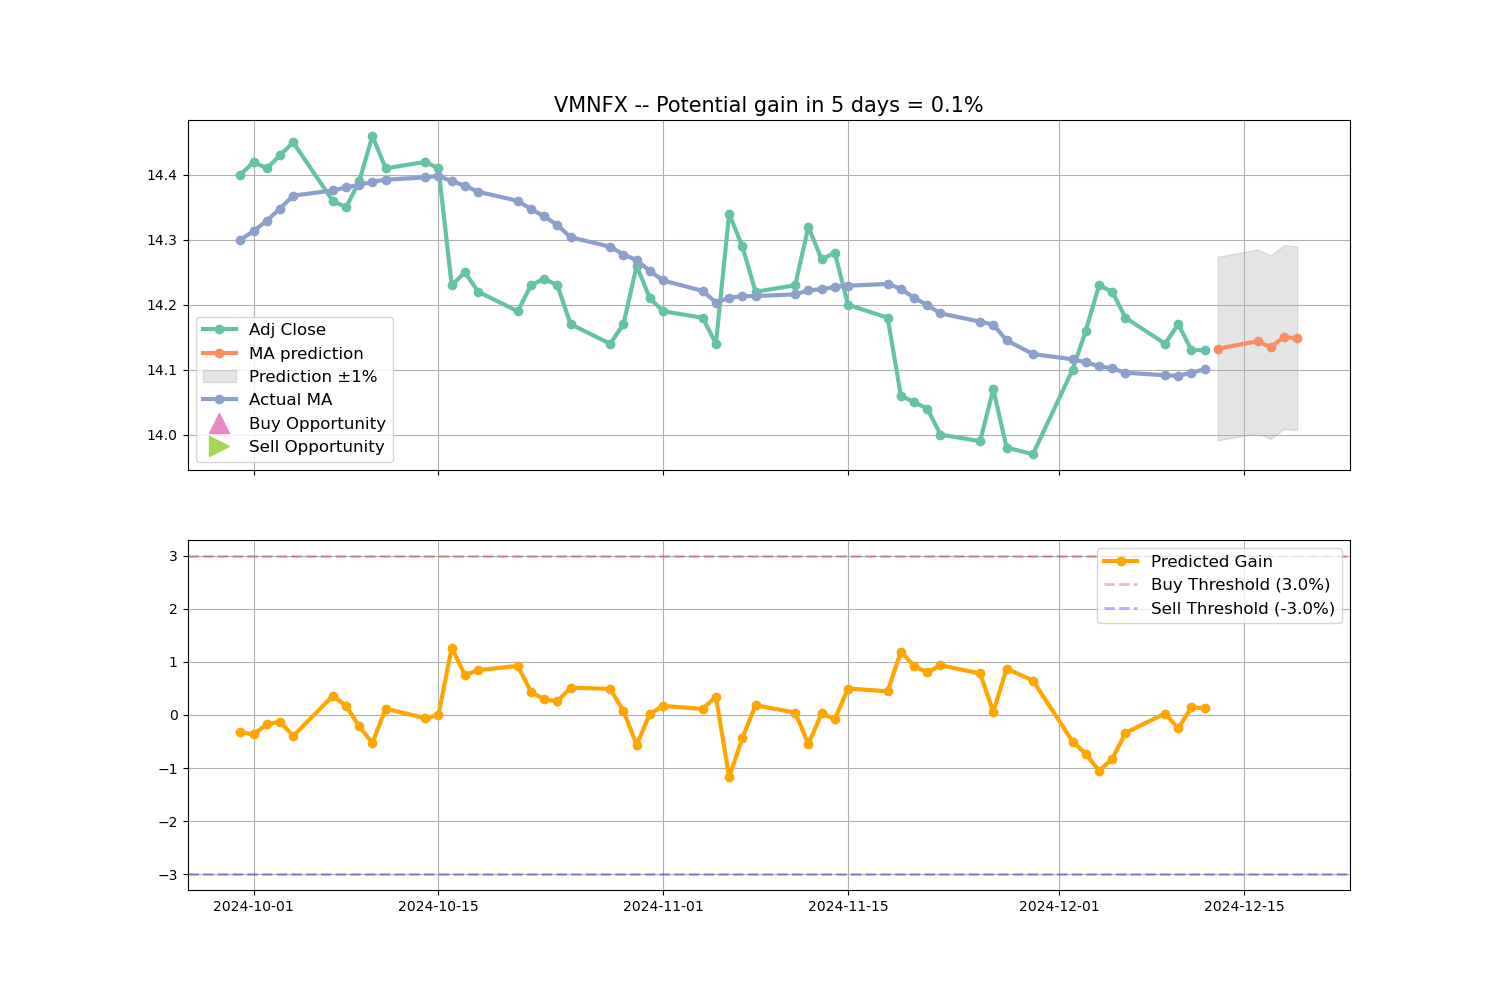 VMNFX -- Potential gain in 5 days = 0.1%
14.4
14.3
14.2
14.1
14.0
Adj Close
MA prediction
Prediction ±1%
Actual MA
Buy Opportunity
Sell Opportunity
3
2
1
0
−1
−2
−3
Predicted Gain
Buy Threshold (3.0%)
Sell Threshold (-3.0%)
2024-10-01 2024-10-15 2024-11-01 2024-11-15 2024-12-01 2024-12-15